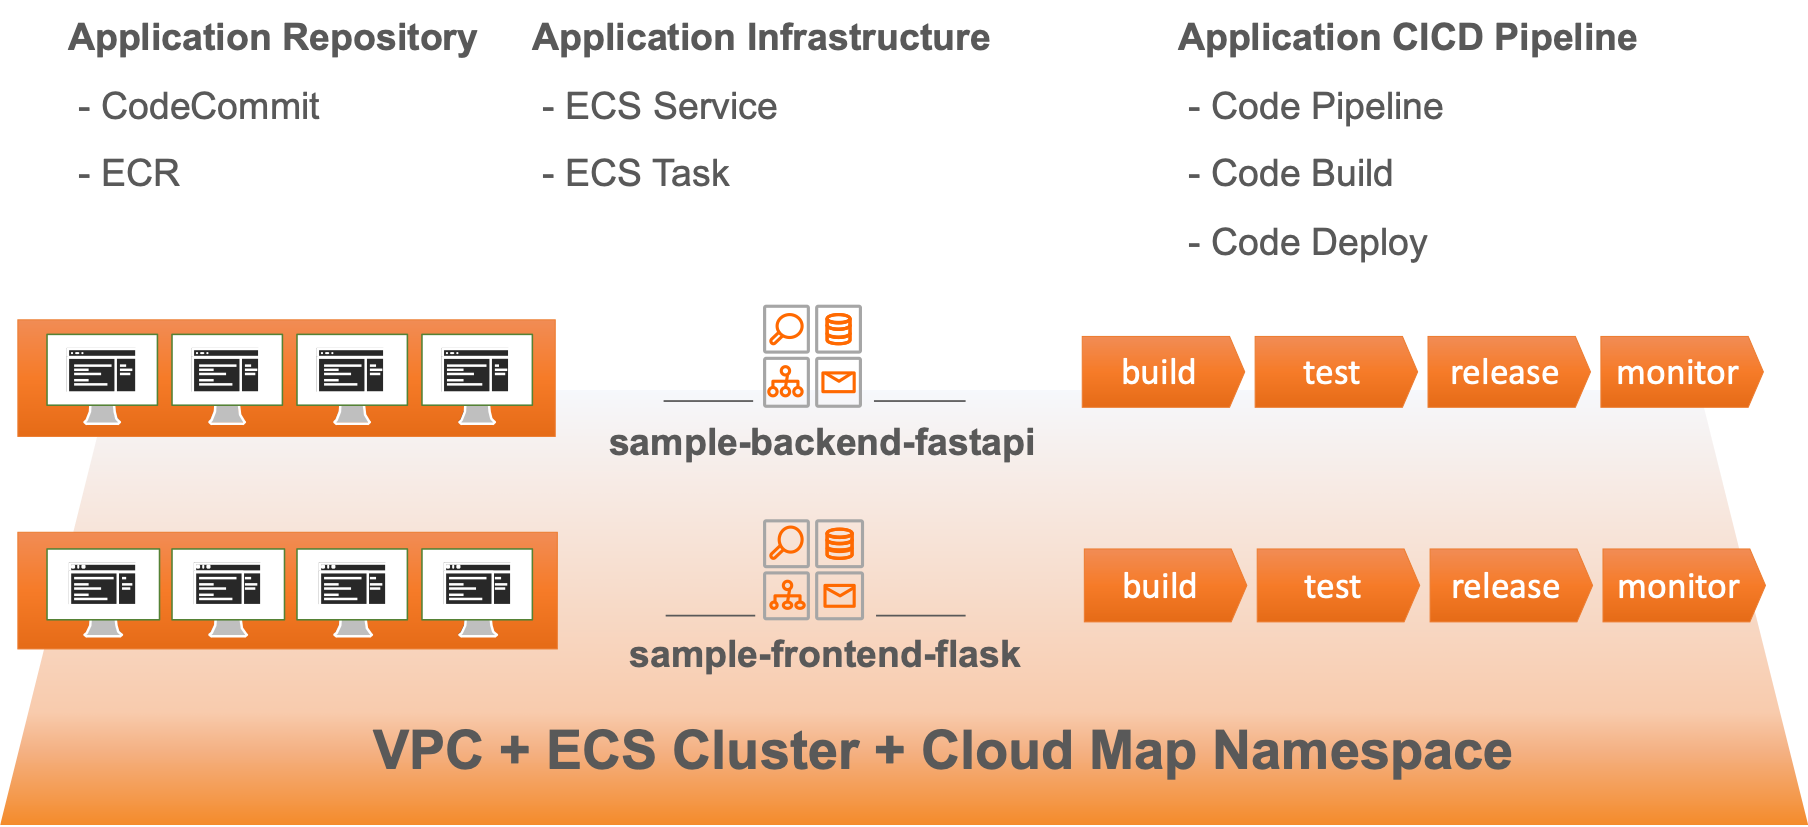 Application Repository
- CodeCommit
- ECR
Application Infrastructure
- ECS Service
- ECS Task
Application CICD Pipeline
- Code Pipeline
- Code Build
- Code Deploy
sample-backend-fastapi
build
test
release
monitor
sample-frontend-flask
build
test
release
monitor
VPC + ECS Cluster + Cloud Map Namespace